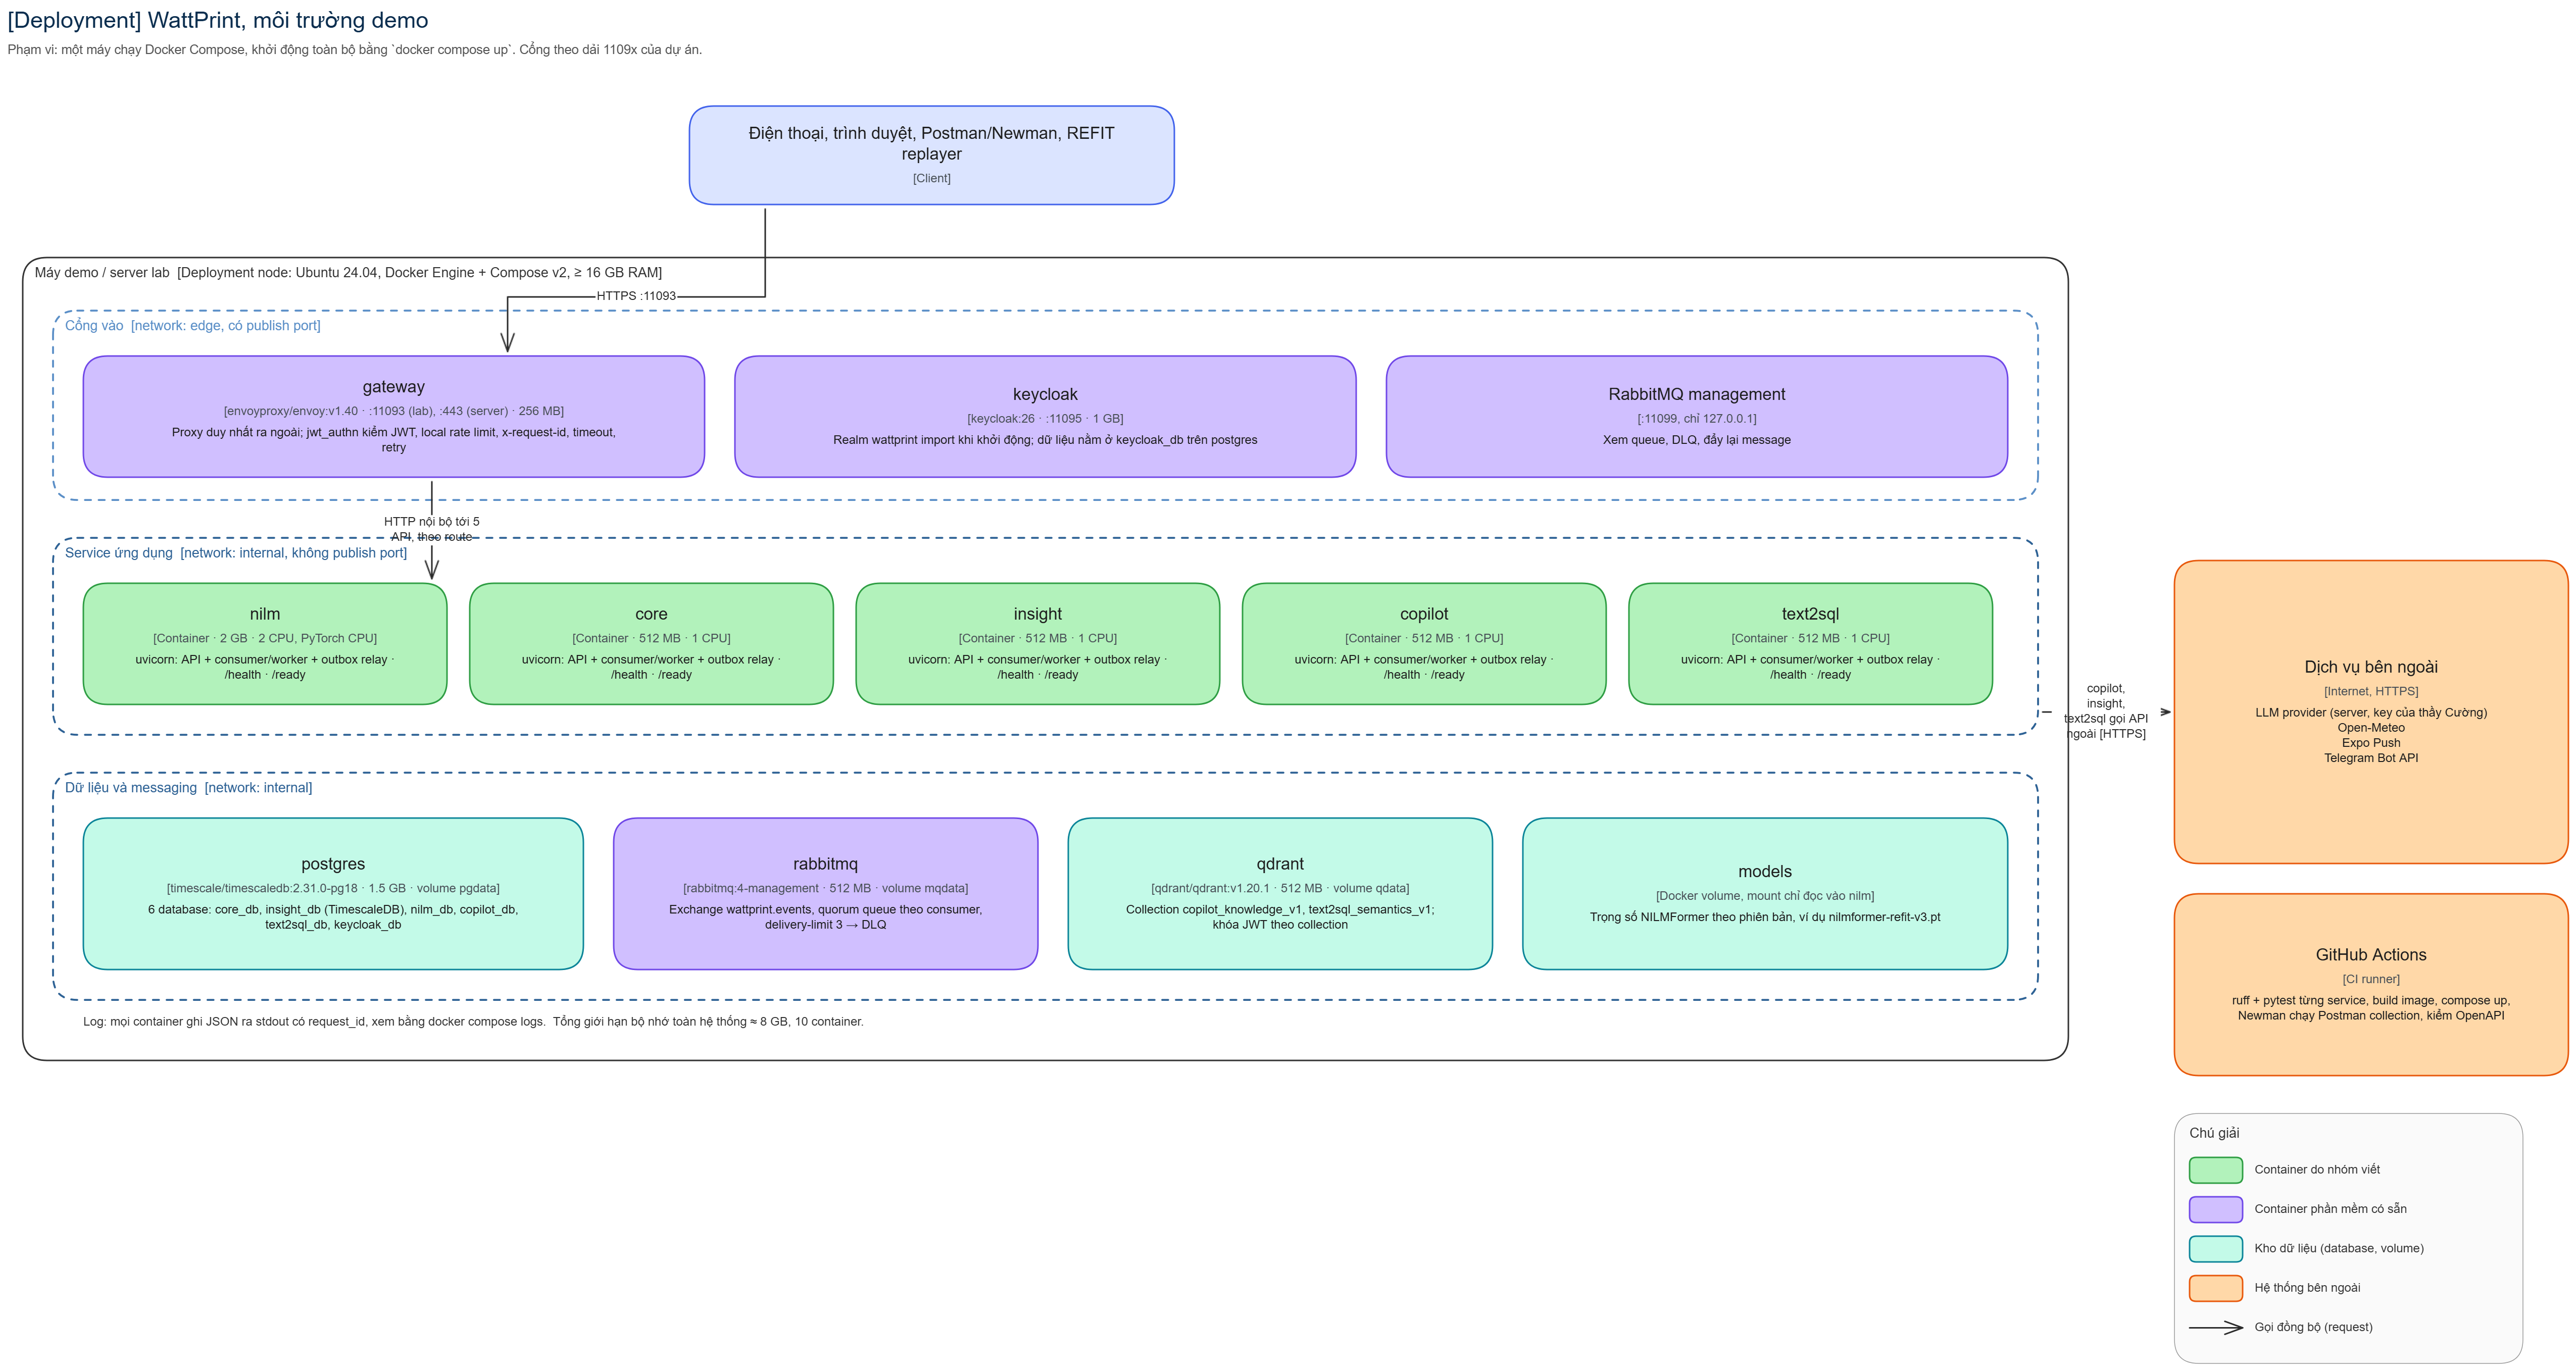 [Deployment] WattPrint, môi trường demo
Phạm vi: một máy chạy Docker Compose, khởi động toàn bộ bằng `docker compose up`. Cổng theo dải 1109x của dự án.
Điện thoại, trình duyệt, Postman/Newman, REFIT
replayer
[Client]
Máy demo / server lab  [Deployment node: Ubuntu 24.04, Docker Engine + Compose v2, ≥ 16 GB RAM]
HTTPS :11093
Cổng vào  [network: edge, có publish port]
gateway
[envoyproxy/envoy:v1.40 · :11093 (lab), :443 (server) · 256 MB]
Proxy duy nhất ra ngoài; jwt_authn kiểm JWT, local rate limit, x-request-id, timeout,
retry
keycloak
[keycloak:26 · :11095 · 1 GB]
Realm wattprint import khi khởi động; dữ liệu nằm ở keycloak_db trên postgres
RabbitMQ management
[:11099, chỉ 127.0.0.1]
Xem queue, DLQ, đẩy lại message
HTTP nội bộ tới 5
API, theo route
Service ứng dụng  [network: internal, không publish port]
nilm
[Container · 2 GB · 2 CPU, PyTorch CPU]
uvicorn: API + consumer/worker + outbox relay ·
/health · /ready
core
[Container · 512 MB · 1 CPU]
uvicorn: API + consumer/worker + outbox relay ·
/health · /ready
insight
[Container · 512 MB · 1 CPU]
uvicorn: API + consumer/worker + outbox relay ·
/health · /ready
copilot
[Container · 512 MB · 1 CPU]
uvicorn: API + consumer/worker + outbox relay ·
/health · /ready
text2sql
[Container · 512 MB · 1 CPU]
uvicorn: API + consumer/worker + outbox relay ·
/health · /ready
copilot,
insight,
text2sql gọi API
ngoài [HTTPS]
Dịch vụ bên ngoài
[Internet, HTTPS]
LLM provider (server, key của thầy Cường)
Open-Meteo
Expo Push
Telegram Bot API
Dữ liệu và messaging  [network: internal]
postgres
[timescale/timescaledb:2.31.0-pg18 · 1.5 GB · volume pgdata]
6 database: core_db, insight_db (TimescaleDB), nilm_db, copilot_db,
text2sql_db, keycloak_db
rabbitmq
[rabbitmq:4-management · 512 MB · volume mqdata]
Exchange wattprint.events, quorum queue theo consumer,
delivery-limit 3 → DLQ
qdrant
[qdrant/qdrant:v1.20.1 · 512 MB · volume qdata]
Collection copilot_knowledge_v1, text2sql_semantics_v1;
khóa JWT theo collection
models
[Docker volume, mount chỉ đọc vào nilm]
Trọng số NILMFormer theo phiên bản, ví dụ nilmformer-refit-v3.pt
Log: mọi container ghi JSON ra stdout có request_id, xem bằng docker compose logs.  Tổng giới hạn bộ nhớ toàn hệ thống ≈ 8 GB, 10 container.
GitHub Actions
[CI runner]
ruff + pytest từng service, build image, compose up,
Newman chạy Postman collection, kiểm OpenAPI
Chú giải
Container do nhóm viết
Container phần mềm có sẵn
Kho dữ liệu (database, volume)
Hệ thống bên ngoài
Gọi đồng bộ (request)